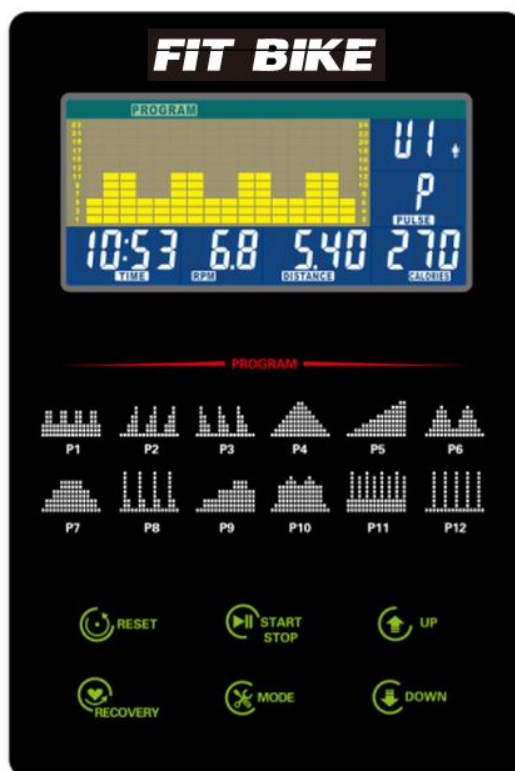 FIT BIKE
PROGRAM
U1
P
PULSE
10:53 6.8 5.40 270
TIME RPM DISTANCE CALORIES
PROGRAM
P1 P2 P3 P4 P5 P6
P7 P8 P9 P10 P11 P12
RESET START STOP UP
RECOVERY MODE DOWN